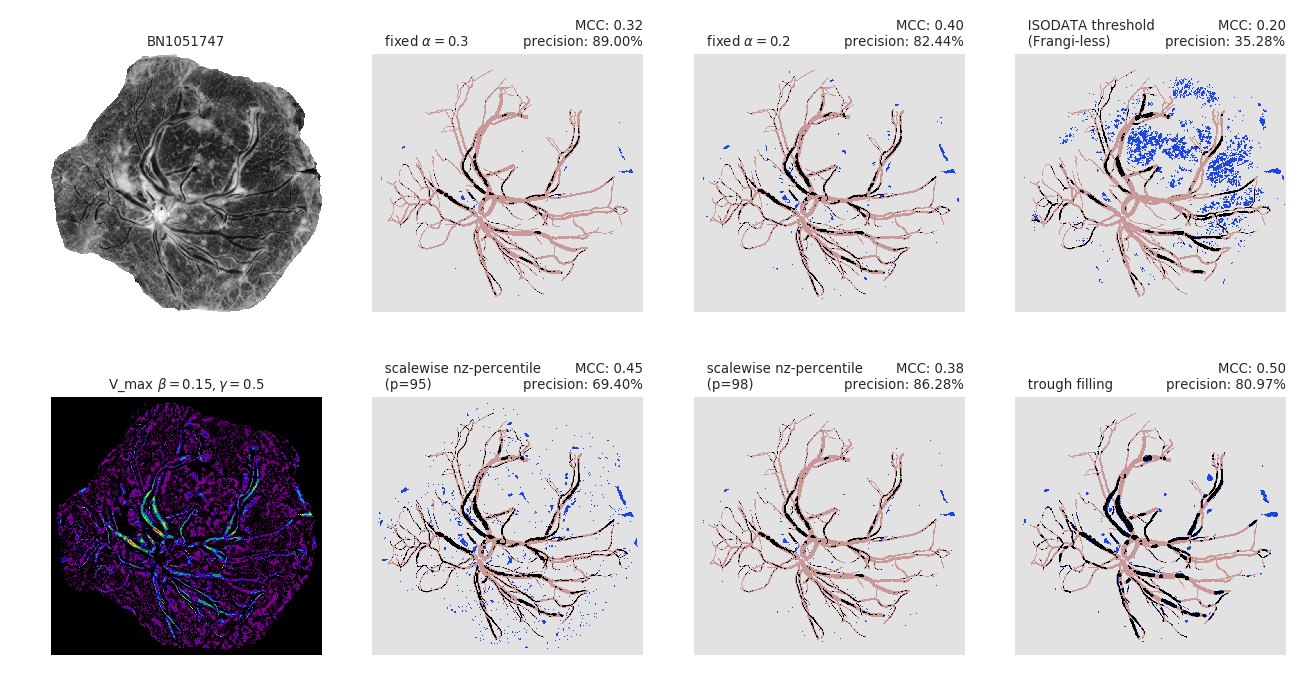 BN1051747
MCC: 0.32
fixed α = 0.3 precision: 89.00%
MCC: 0.40
fixed α = 0.2 precision: 82.44%
ISODATA threshold MCC: 0.20
(Frangi-less) precision: 35.28%
V_max β = 0.15, γ = 0.5
scalewise nz-percentile MCC: 0.45
(p=95) precision: 69.40%
scalewise nz-percentile MCC: 0.38
(p=98) precision: 86.28%
MCC: 0.50
trough filling precision: 80.97%